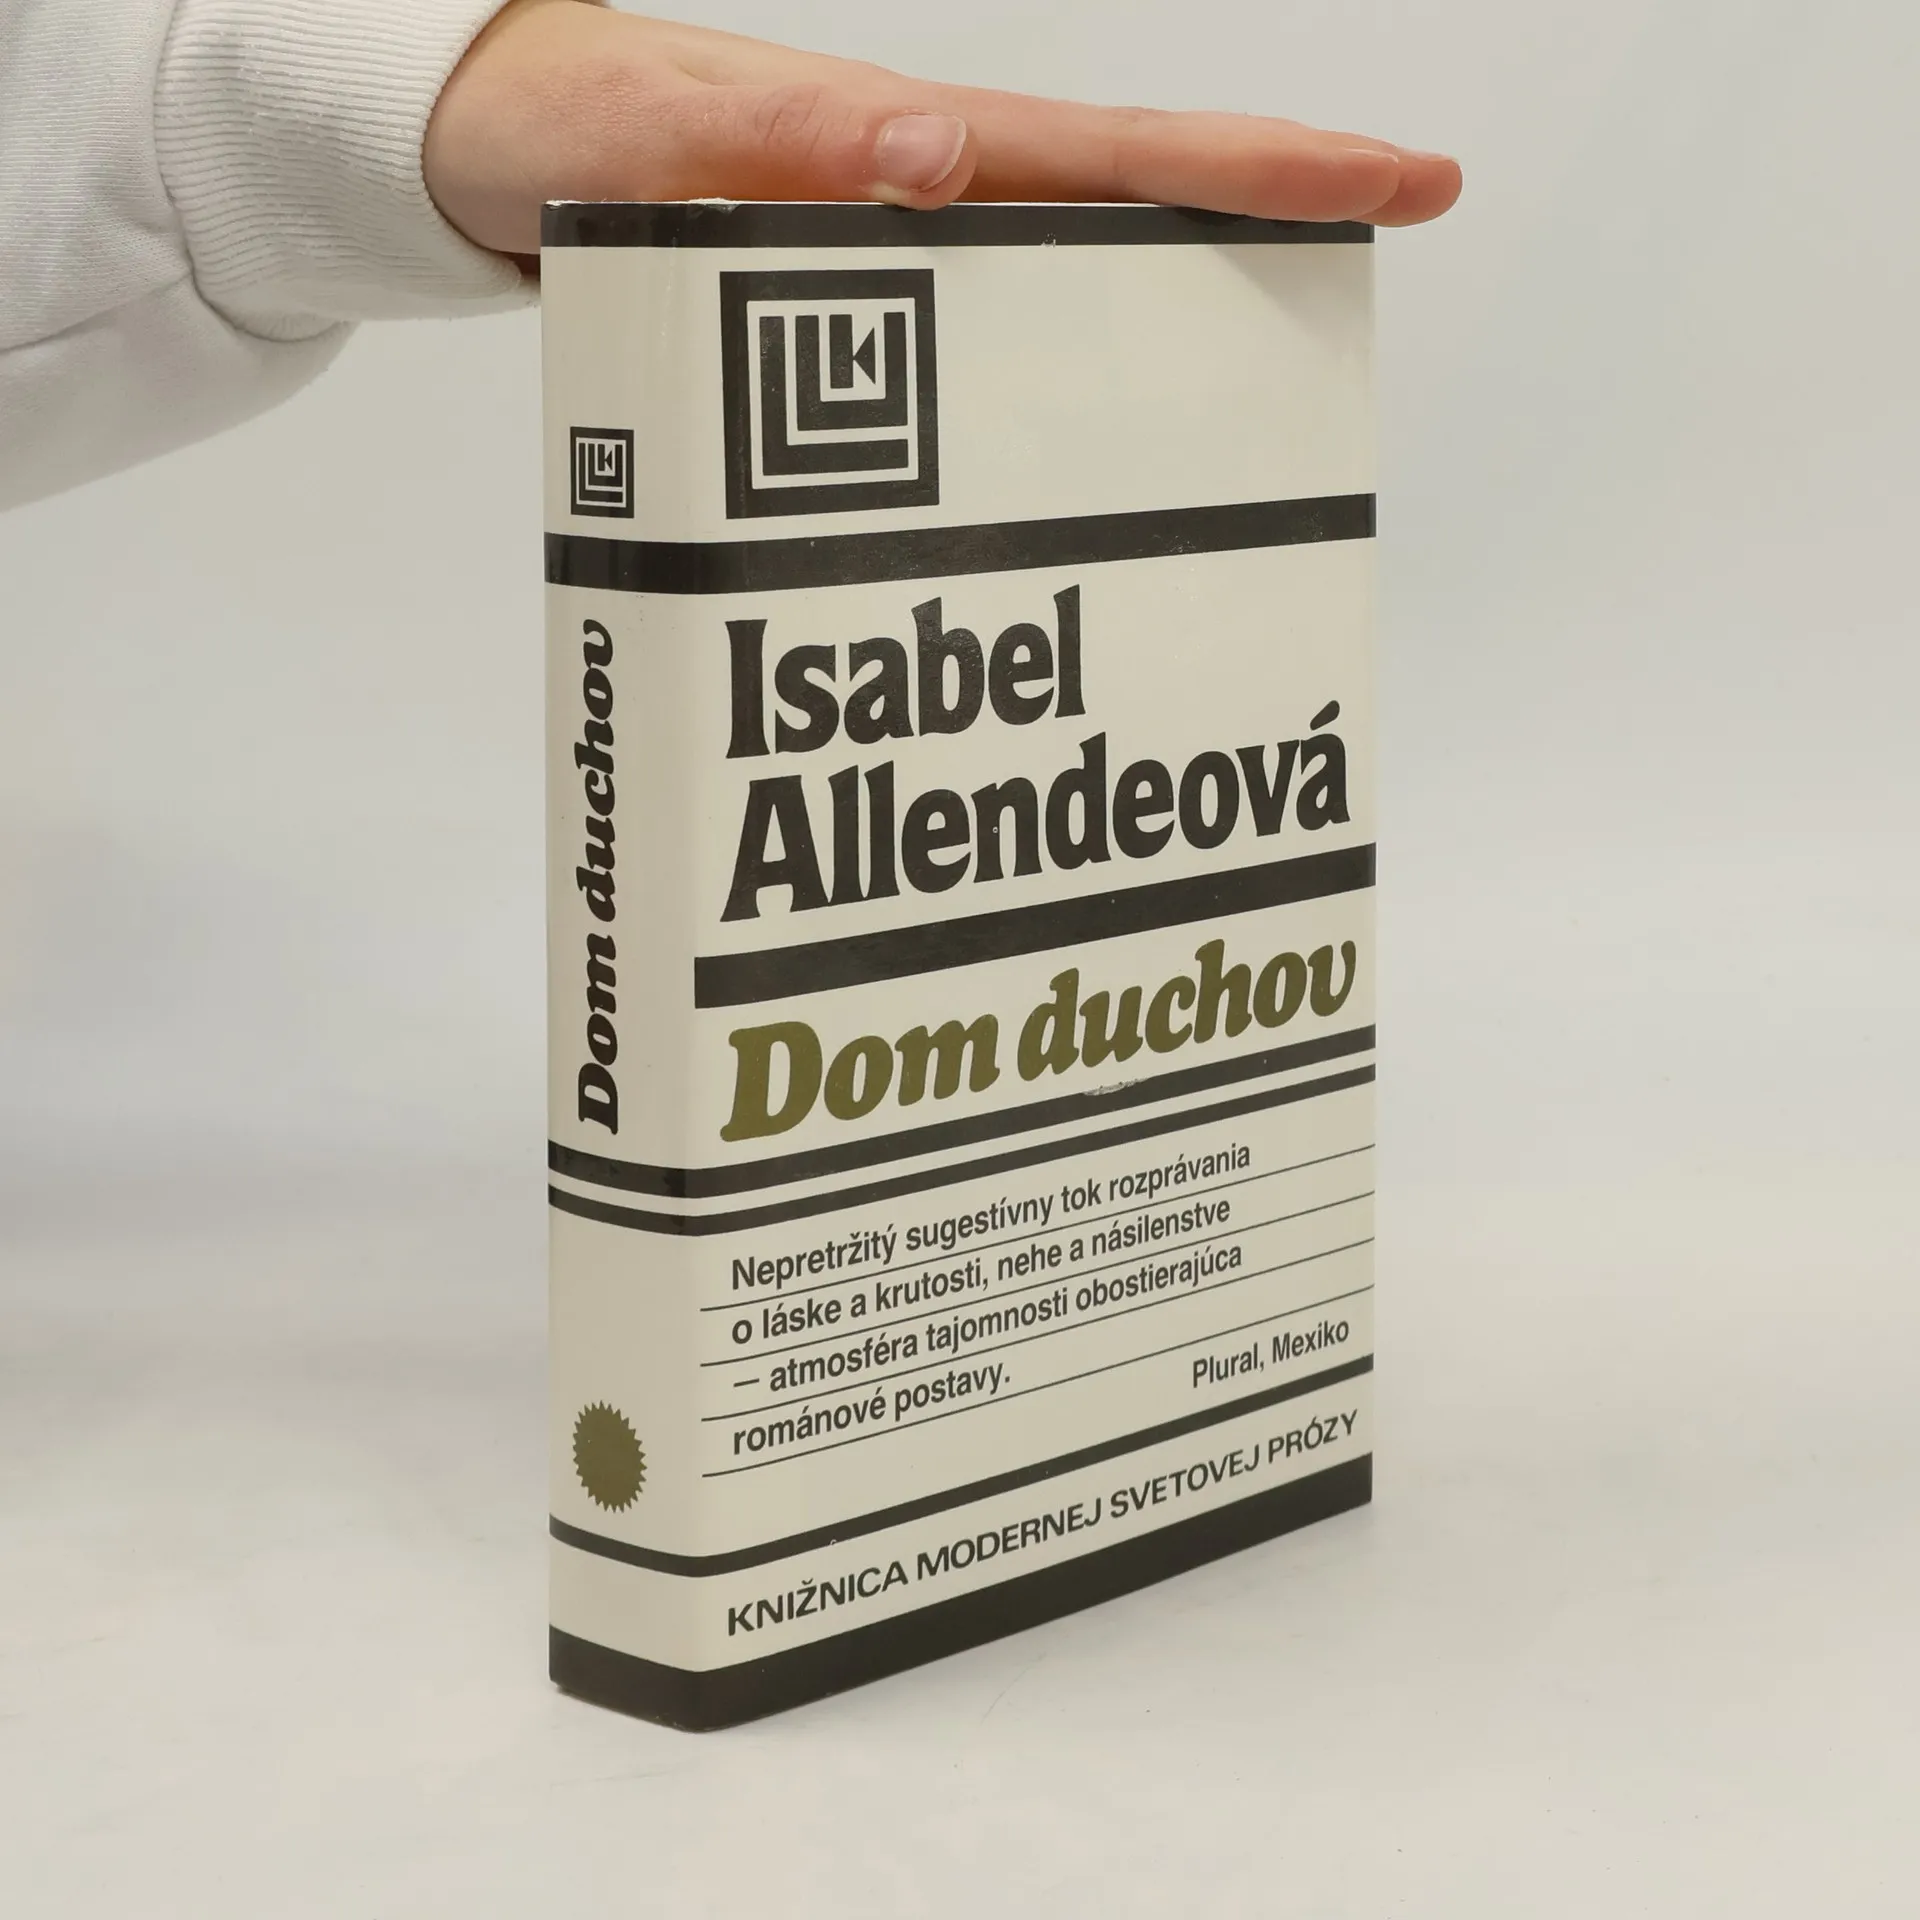 Dom duchov
Isabel
Allendeová
Dom duchov
Nepretržitý sugestívny tok rozprávania
o láske a krutosti, nehe a násilenstve
— atmosféra tajomnosti obostierajúca
románové postavy.
Plural, Mexiko
KNIŽNICA MODERNEJ SVETOVEJ PRÓZY